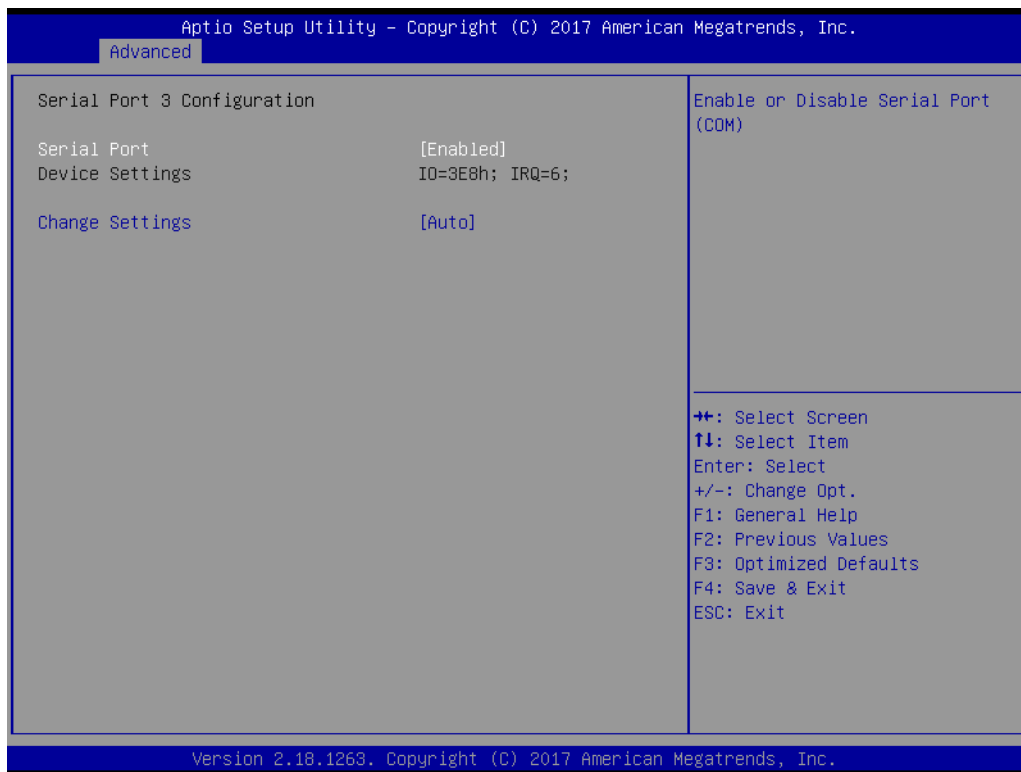 Aptio Setup Utility – Copyright (C) 2017 American Megatrends, Inc.
Advanced
Serial Port 3 Configuration
Serial Port [Enabled]
Device Settings IO=3E8h; IRQ=6;
Change Settings [Auto]
Enable or Disable Serial Port
(COM)
→←: Select Screen
↑↓: Select Item
Enter: Select
+/-: Change Opt.
F1: General Help
F2: Previous Values
F3: Optimized Defaults
F4: Save & Exit
ESC: Exit
Version 2.18.1263. Copyright (C) 2017 American Megatrends, Inc.